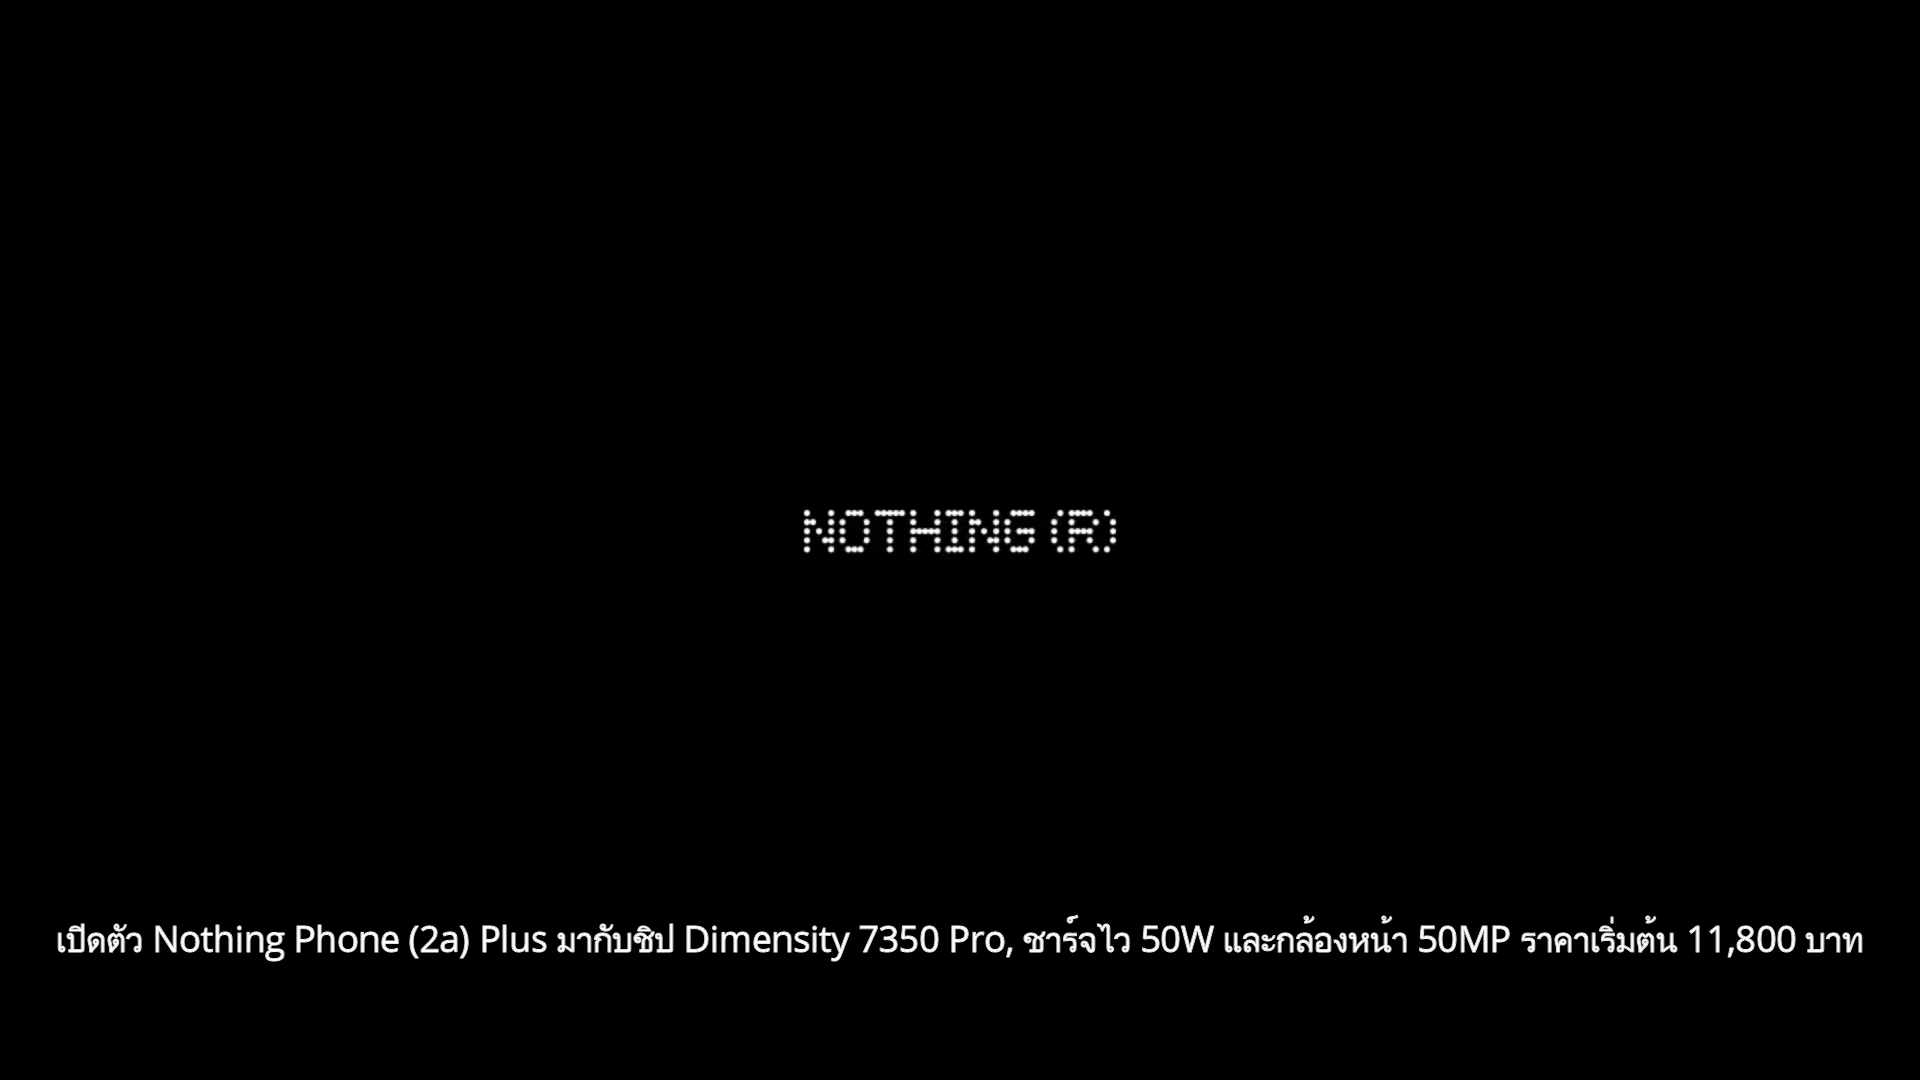 NOTHING (R)
เปิดตัว Nothing Phone (2a) Plus มากับชิป Dimensity 7350 Pro, ชาร์จไว 50W และกล้องหน้า 50MP ราคาเริ่มต้น 11,800 บาท